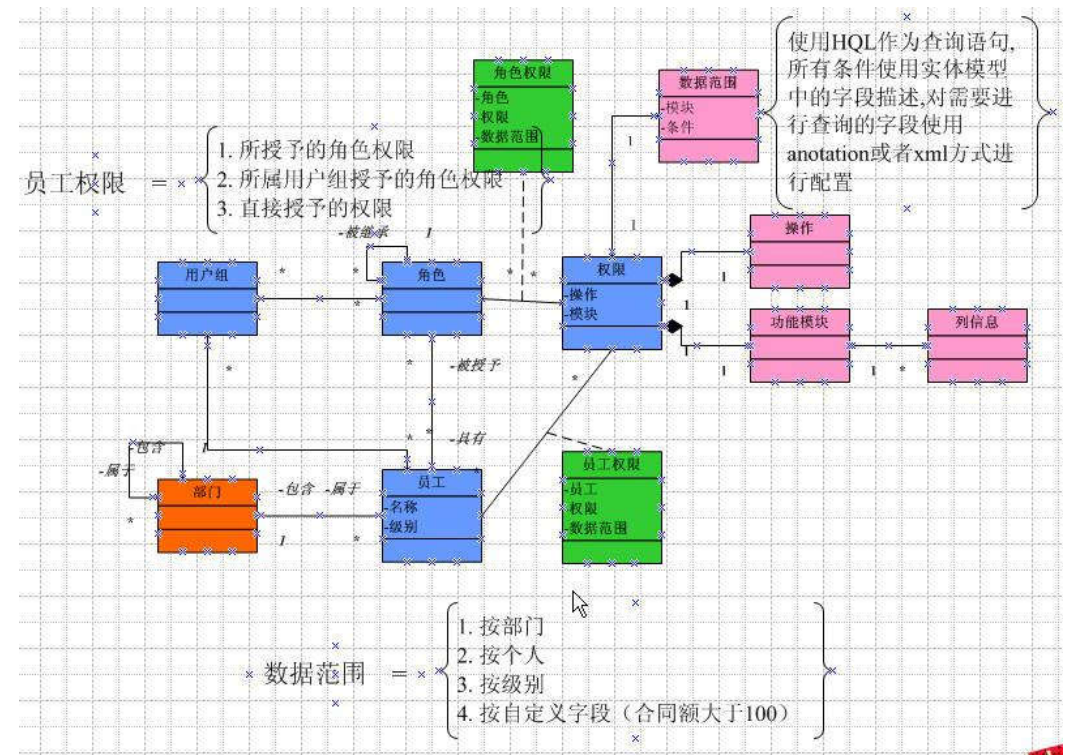 使用HQL作为查询语句,
所有条件使用实体模型
中的字段描述,对需要进
行查询的字段使用
anotation或者xml方式进
行配置
角色权限
-角色
-权限
-数据范围
数据范围
-模块
-条件
1
1
员工权限 =
1. 所授予的角色权限
2. 所属用户组授予的角色权限
3. 直接授予的权限
-被继承 1
操作
用户组
* *
角色
* *
权限
-操作
-模块
1
1
*
功能模块
列信息
1
1
1 *
*
*
-被授予
*
* *
-具有
*
-包含 1
-属于
*
部门
-包含 -属于
1 *
员工
-名称
-级别
员工权限
-员工
-权限
-数据范围
数据范围 =
1. 按部门
2. 按个人
3. 按级别
4. 按自定义字段（合同额大于100）